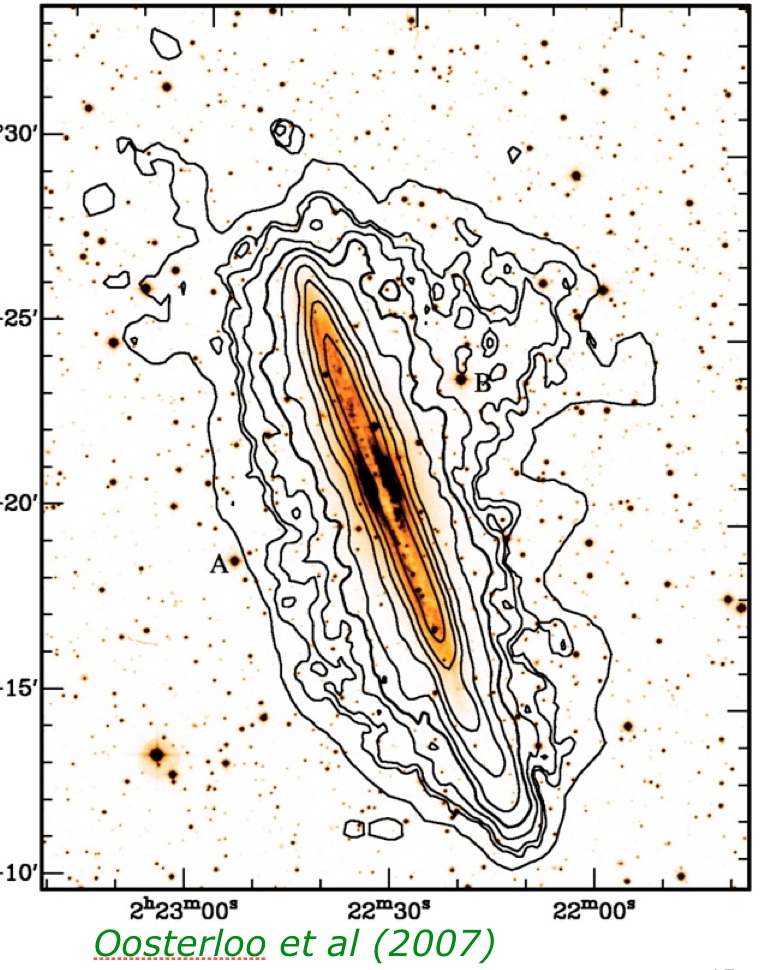 °30′
-25′
B
-20′
A
-15′
-10′
2ʰ23ᵐ00ˢ 22ᵐ30ˢ 22ᵐ00ˢ
Oosterloo et al (2007)